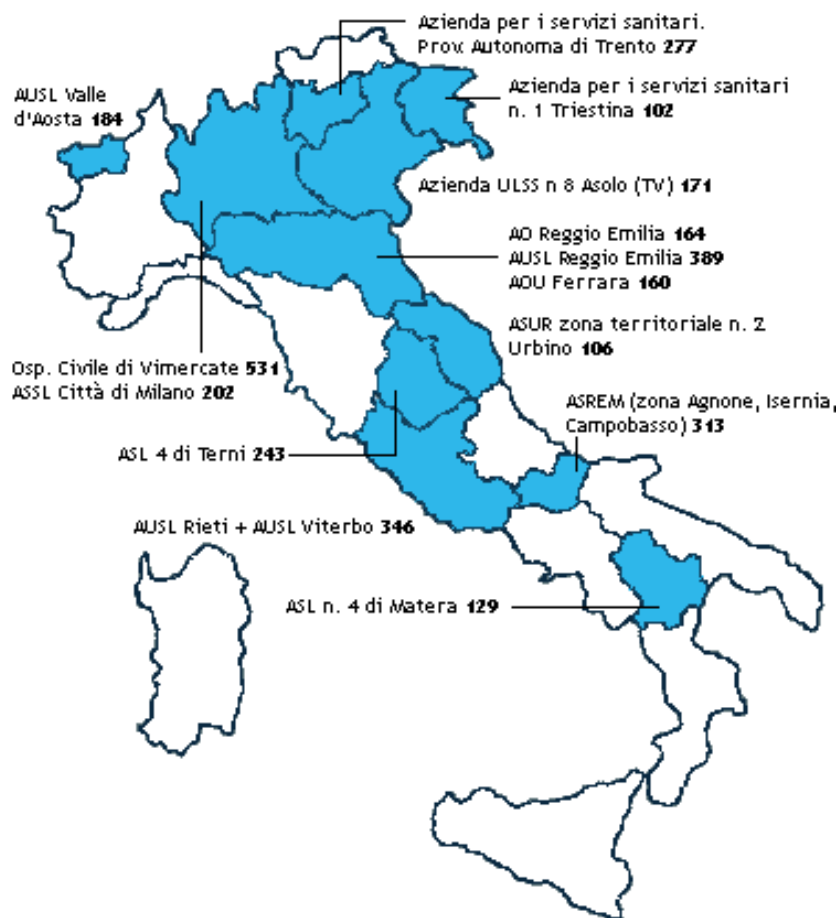 Azienda per i servizi sanitari.
Prov. Autonoma di Trento 277
AUSL Valle
d'Aosta 184
Azienda per i servizi sanitari
n. 1 Triestina 102
Azienda ULSS n 8 Asolo (TV) 171
AO Reggio Emilia 164
AUSL Reggio Emilia 389
AOU Ferrara 160
ASUR zona territoriale n. 2
Urbino 106
Osp. Civile di Vimercate 531
ASSL Città di Milano 202
ASREM (zona Agnone, Isernia,
Campobasso) 313
ASL 4 di Terni 243
AUSL Rieti + AUSL Viterbo 346
ASL n. 4 di Matera 129